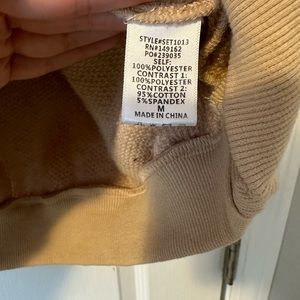 STYLE#SET1013
RN#149162
PO#239035
SELF:
100%POLYESTER
CONTRAST 1:
100%POLYESTER
CONTRAST 2:
95%COTTON
5%SPANDEX
M
MADE IN CHINA